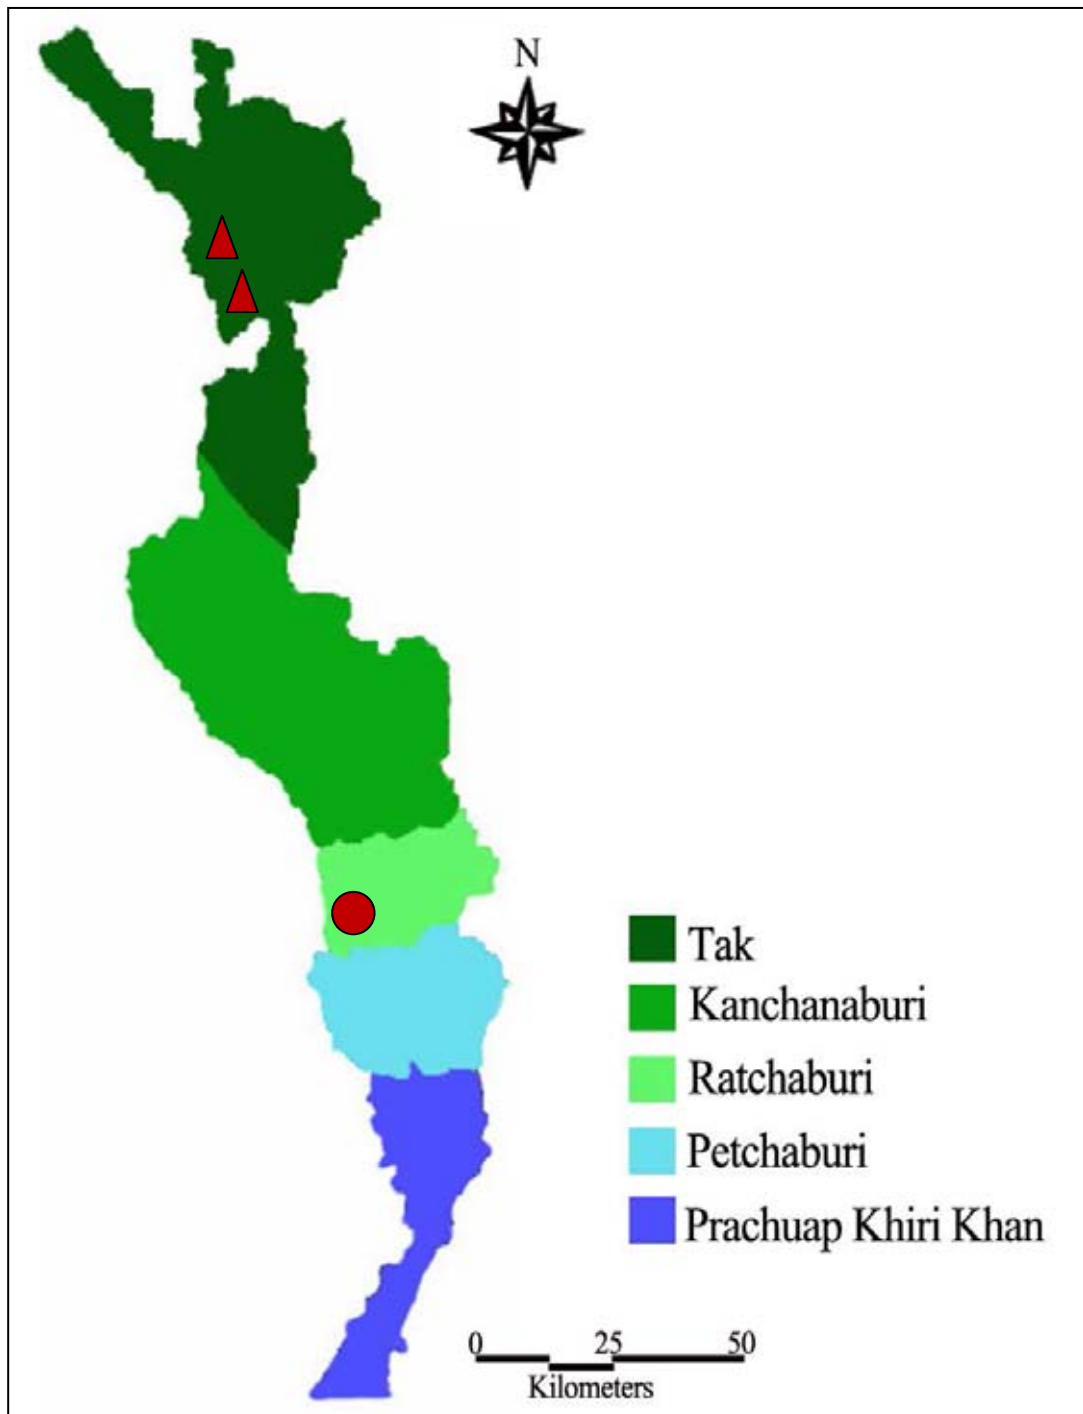 N
Tak
Kanchanaburi
Ratchaburi
Petchaburi
Prachuap Khiri Khan
0 25 50
Kilometers